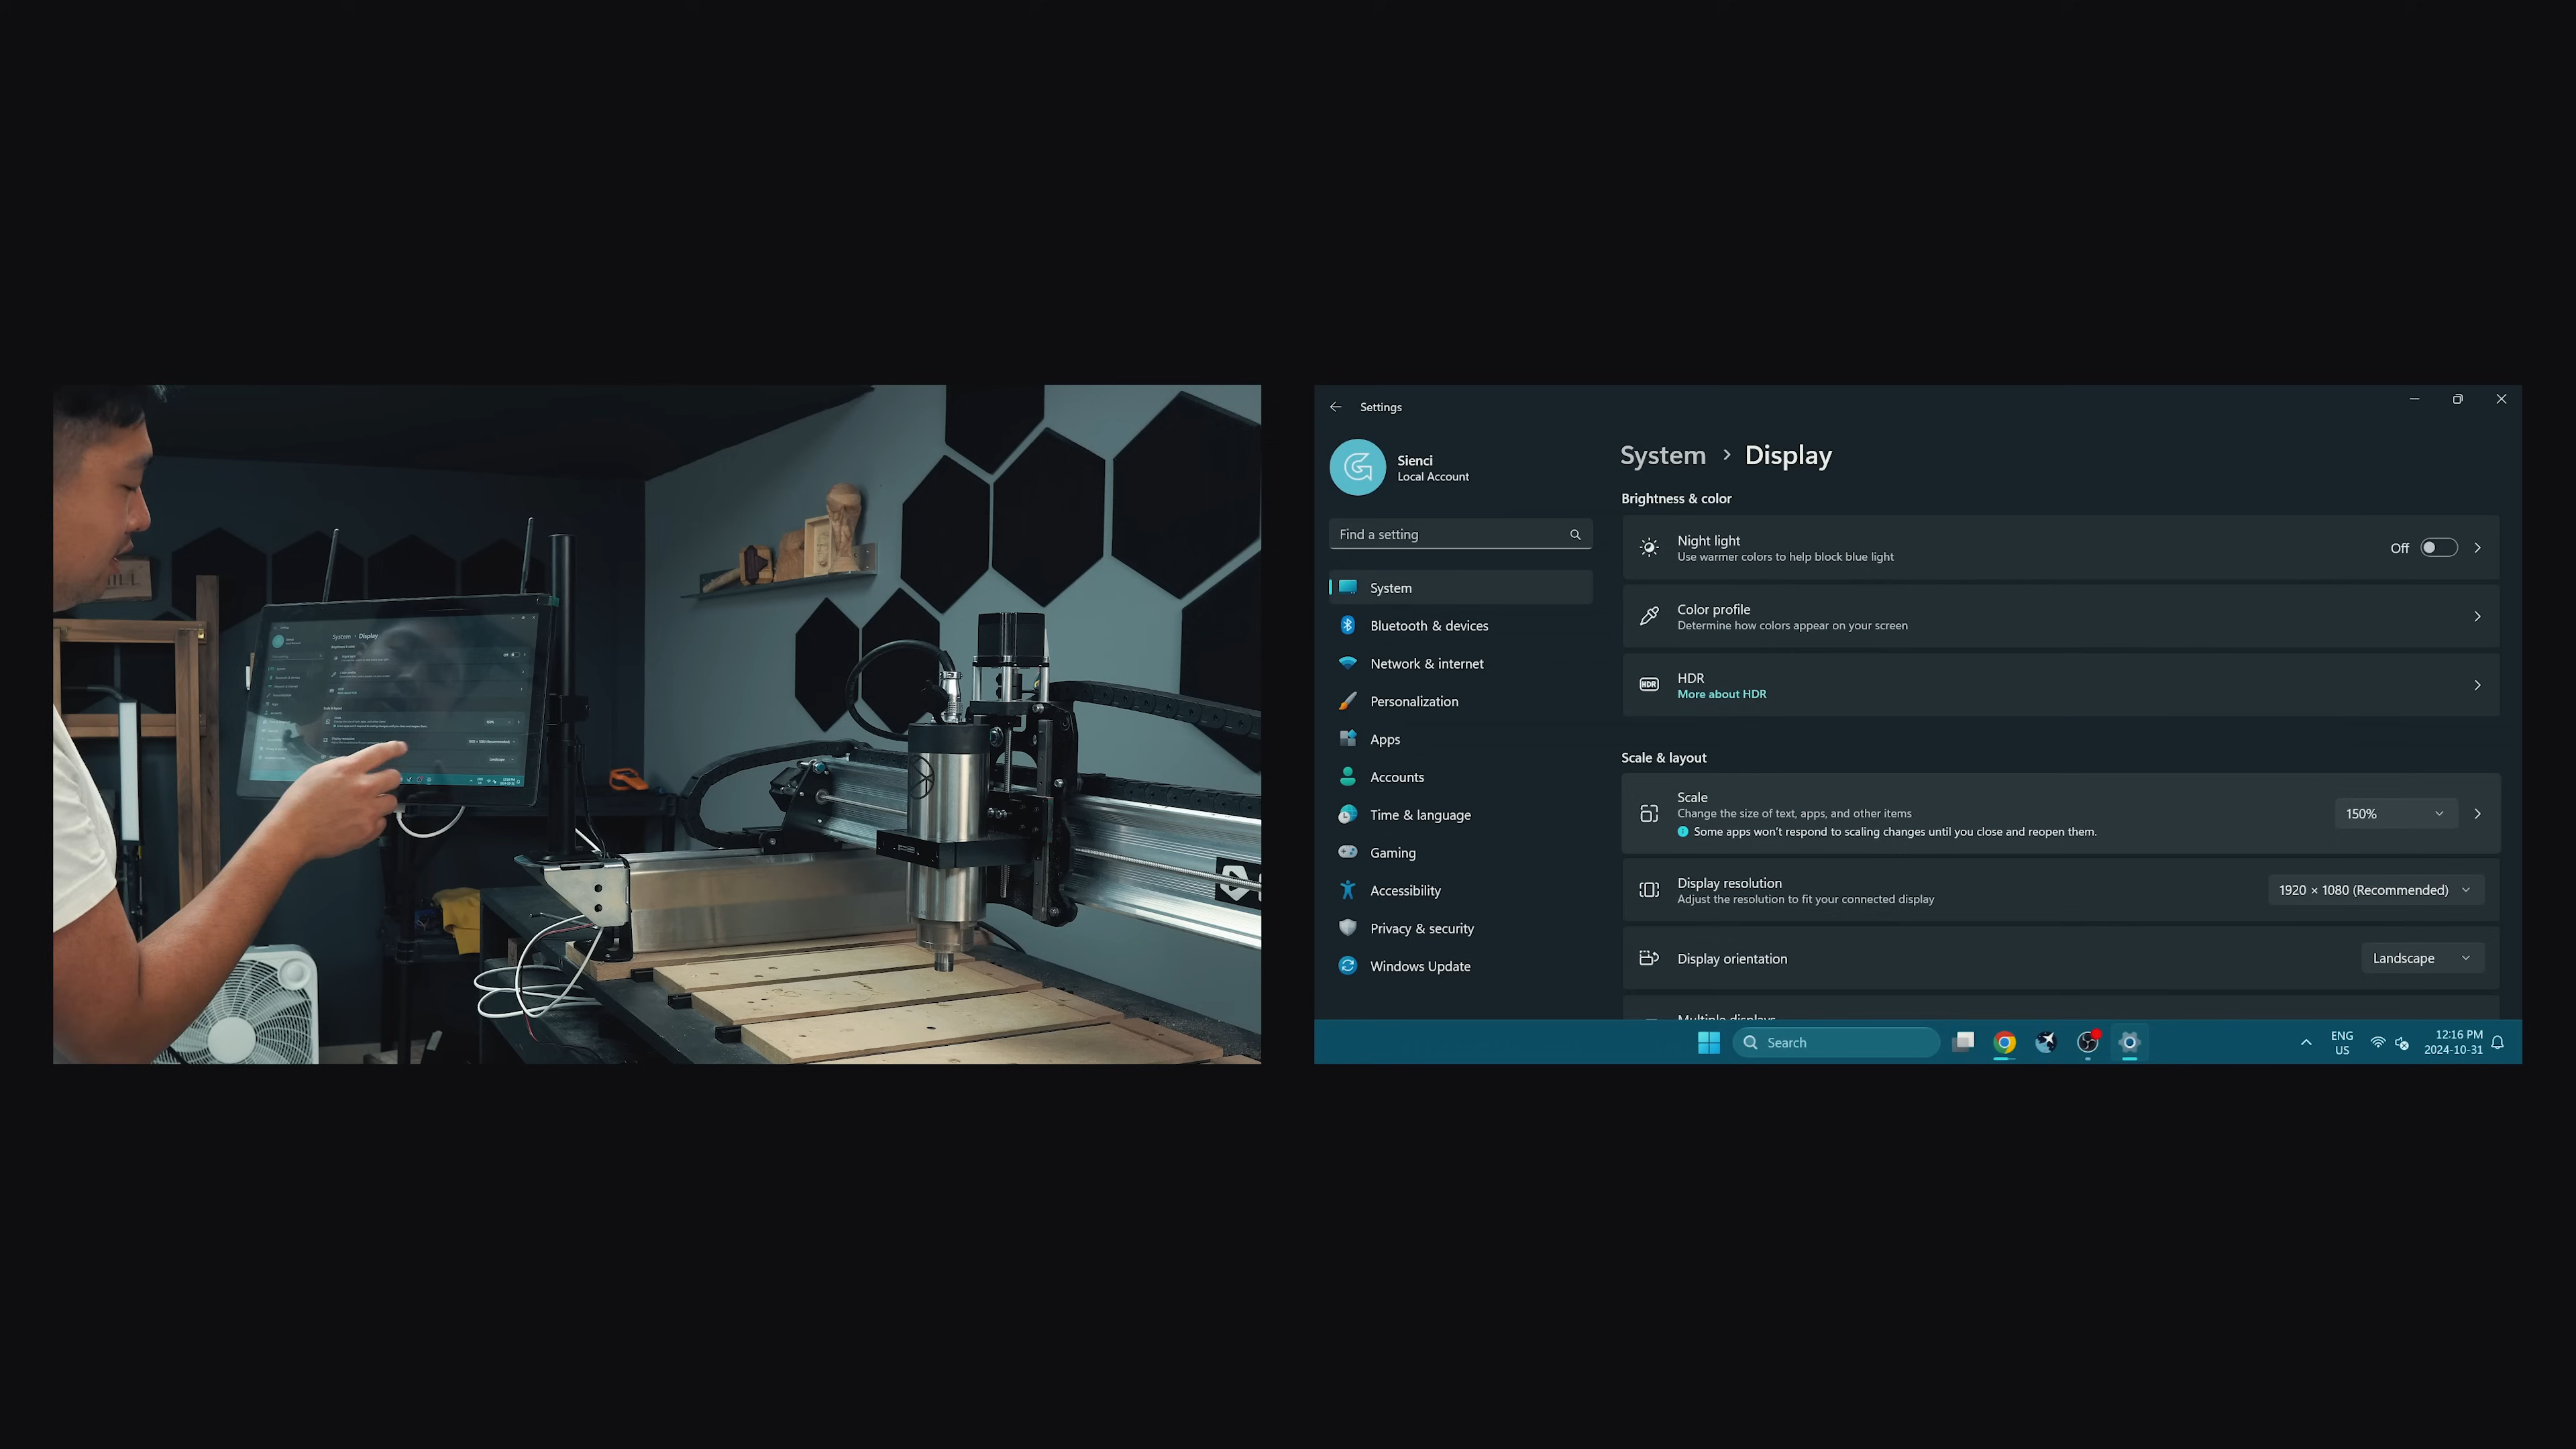 Settings
Sienci
Local Account
Find a setting
System
Bluetooth & devices
Network & internet
Personalization
Apps
Accounts
Time & language
Gaming
Accessibility
Privacy & security
Windows Update
System > Display
Brightness & color
Night light
Use warmer colors to help block blue light
Off
Color profile
Determine how colors appear on your screen
HDR
HDR
More about HDR
Scale & layout
Scale
Change the size of text, apps, and other items
Some apps won't respond to scaling changes until you close and reopen them.
150%
Display resolution
Adjust the resolution to fit your connected display
1920 × 1080 (Recommended)
Display orientation
Landscape
Multiple displays
Search
ENG
US
12:16 PM
2024-10-31
System > Display